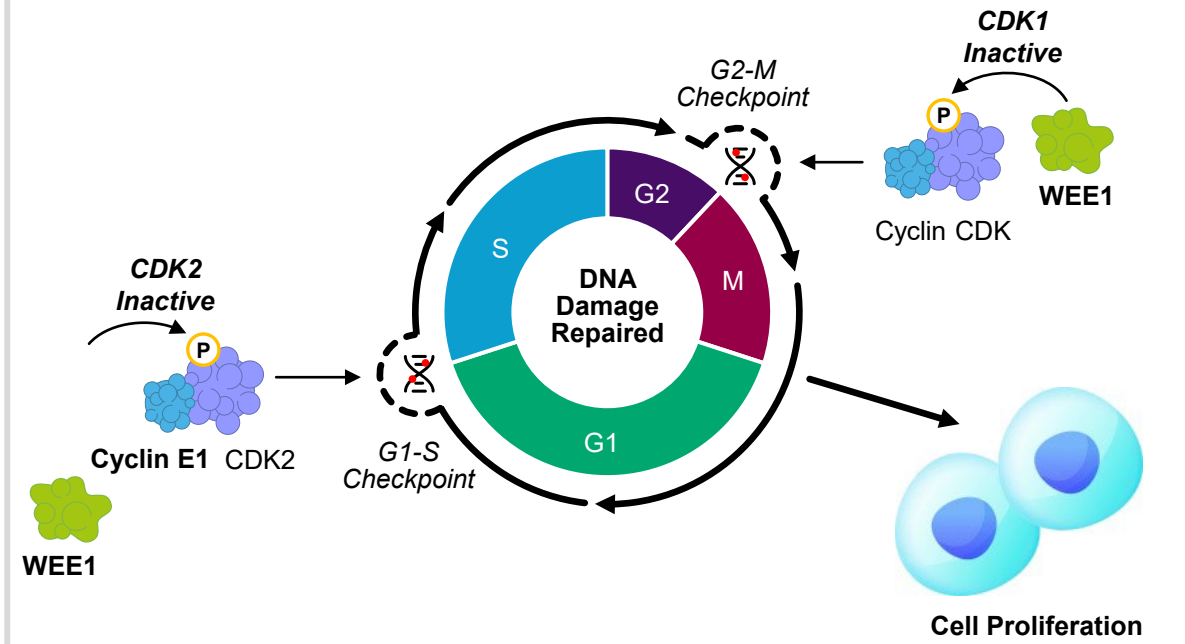 CDK1
Inactive
G2-M
Checkpoint
P
WEE1
Cyclin CDK
G2
S
M
DNA
Damage
Repaired
CDK2
Inactive
P
Cyclin E1 CDK2
G1-S
Checkpoint
G1
WEE1
Cell Proliferation